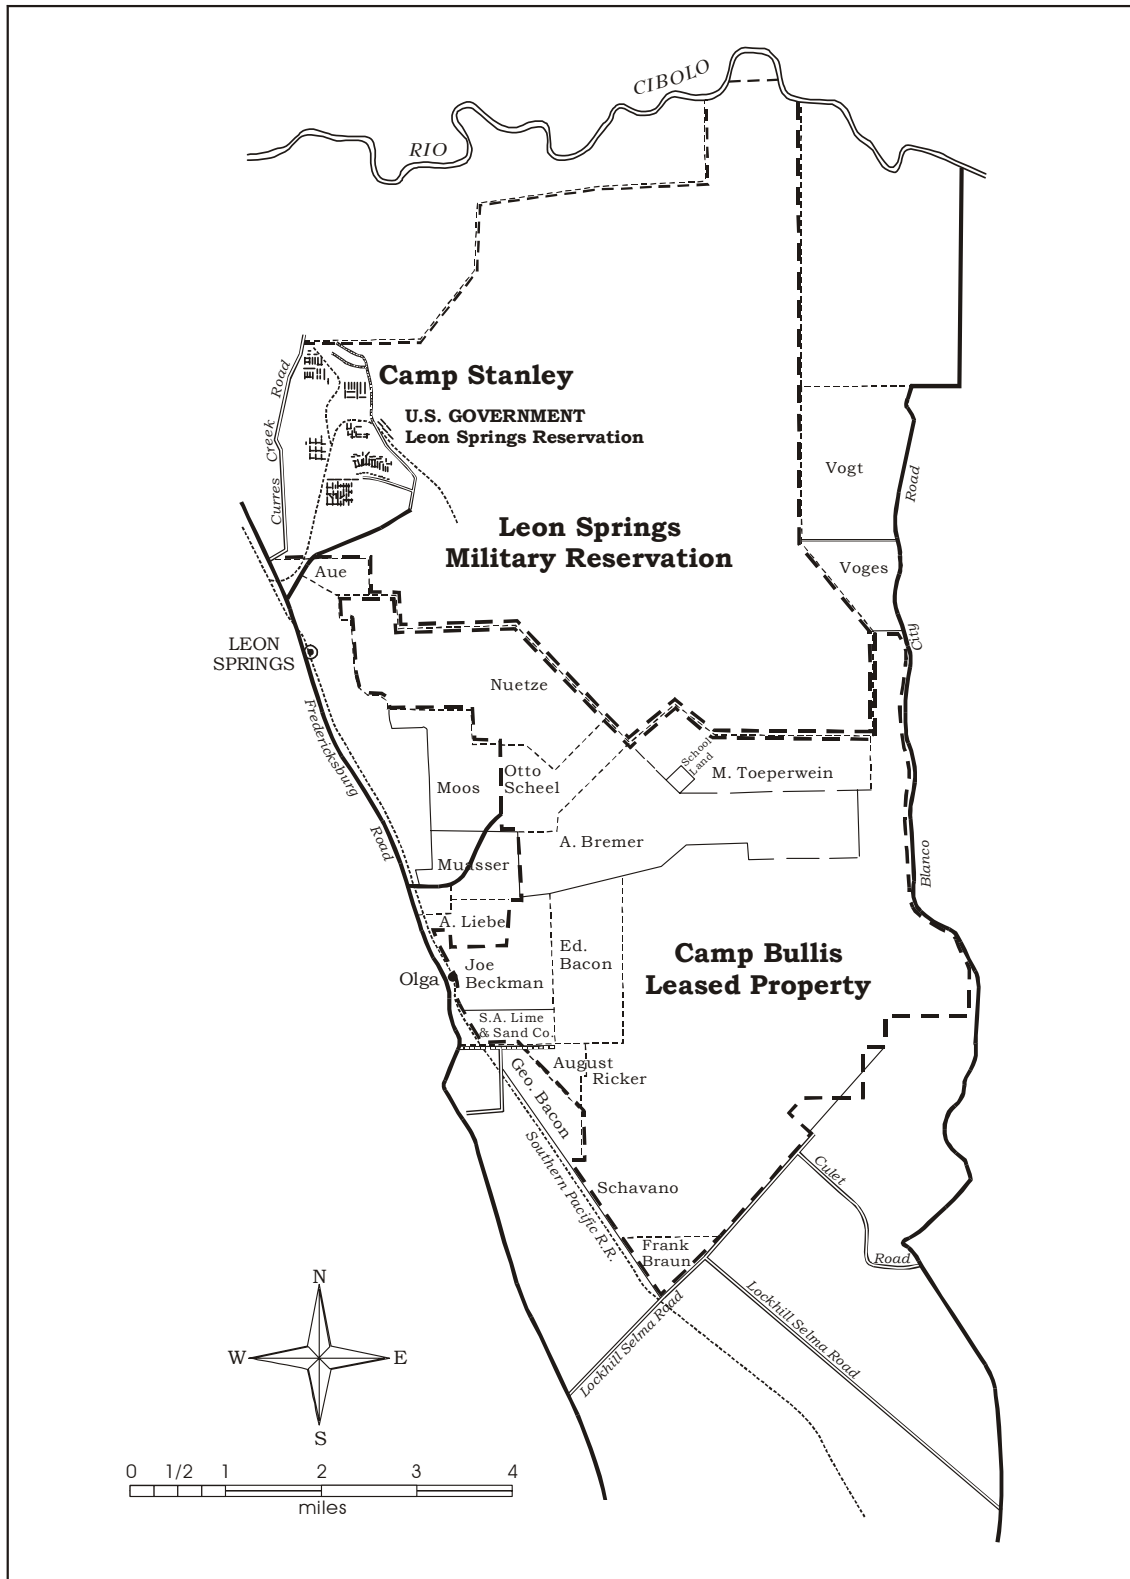 CIBOLO
RIO
Curres Creek Road
Camp Stanley
U.S. GOVERNMENT
Leon Springs Reservation
Vogt
Road
Leon Springs
Military Reservation
Aue
Voges
City
LEON
SPRINGS
Nuetze
Fredericksburg
Road
School
Land
Otto
Scheel
M. Toeperwein
Moos
A. Bremer
Muasser
Blanco
A. Liebe
Ed.
Bacon
Camp Bullis
Leased Property
Olga
Joe
Beckman
S.A. Lime
& Sand Co.
August
Ricker
Geo. Bacon
Southern Pacific R.R.
Schavano
Culet
Road
Frank
Braun
Lockhill Selma Road
Lockhill Selma Road
N
W E
S
0 1/2 1 2 3 4
miles